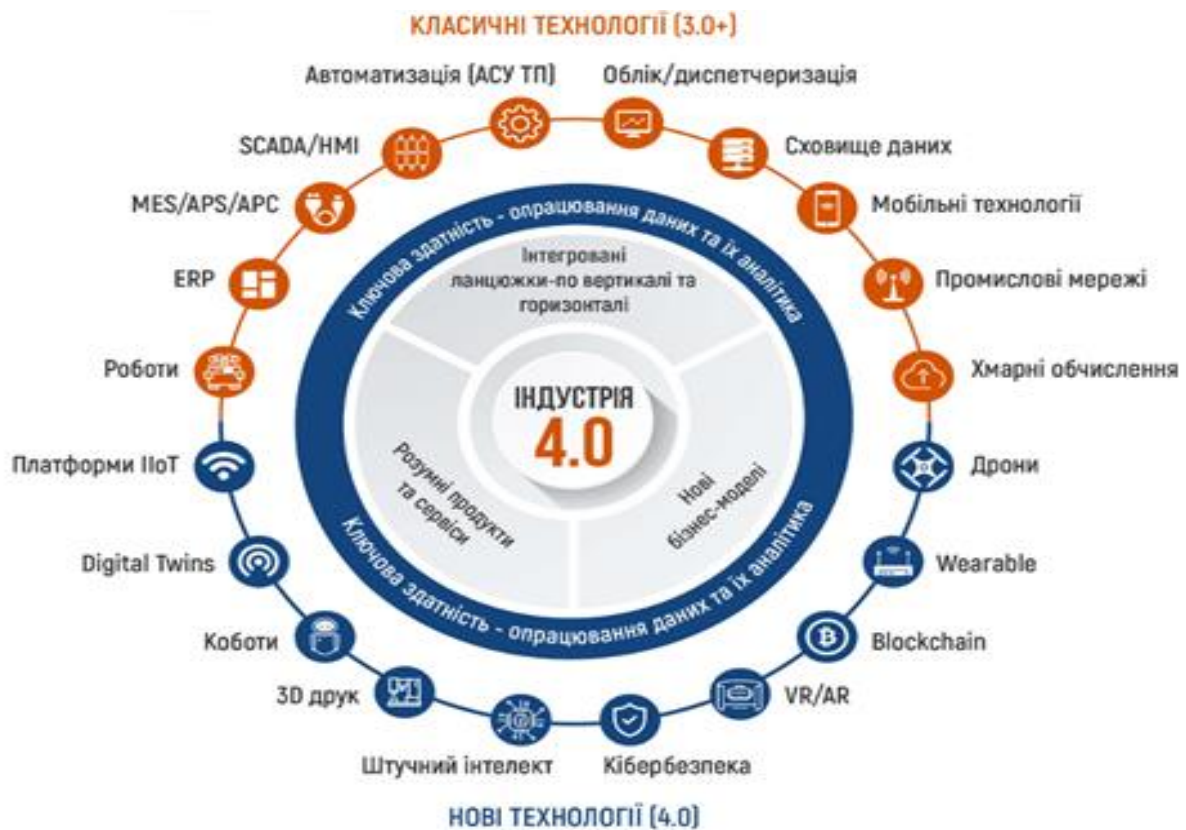 КЛАСИЧНІ ТЕХНОЛОГІЇ (3.0+)
Автоматизація (АСУ ТП)
Облік/диспетчеризація
SCADA/HMI
Сховище даних
MES/APS/APC
Мобільні технології
ERP
Промислові мережі
Роботи
Хмарні обчислення
Ключова здатність - опрацювання даних та їх аналітика
Інтегровані
ланцюжки-по вертикалі та
горизонталі
ІНДУСТРІЯ
4.0
Розумні продукти
та сервіси
Нові
бізнес-моделі
Ключова здатність - опрацювання даних та їх аналітика
Платформи IIoT
Дрони
Digital Twins
Wearable
Коботи
Blockchain
3D друк
VR/AR
Штучний інтелект
Кібербезпека
НОВІ ТЕХНОЛОГІЇ (4.0)